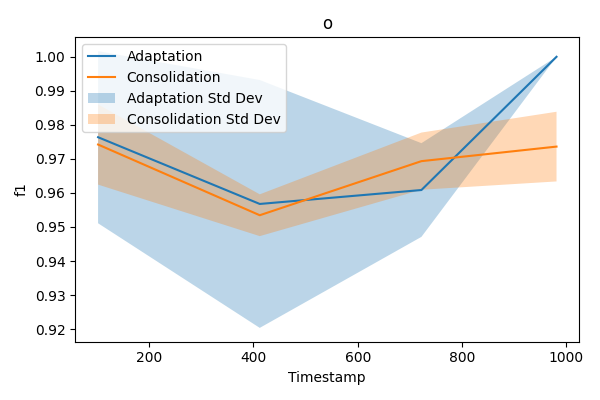 o
1.00
0.99
0.98
0.97
0.96
0.95
0.94
0.93
0.92
f1
Adaptation
Consolidation
Adaptation Std Dev
Consolidation Std Dev
200
400
600
800
1000
Timestamp